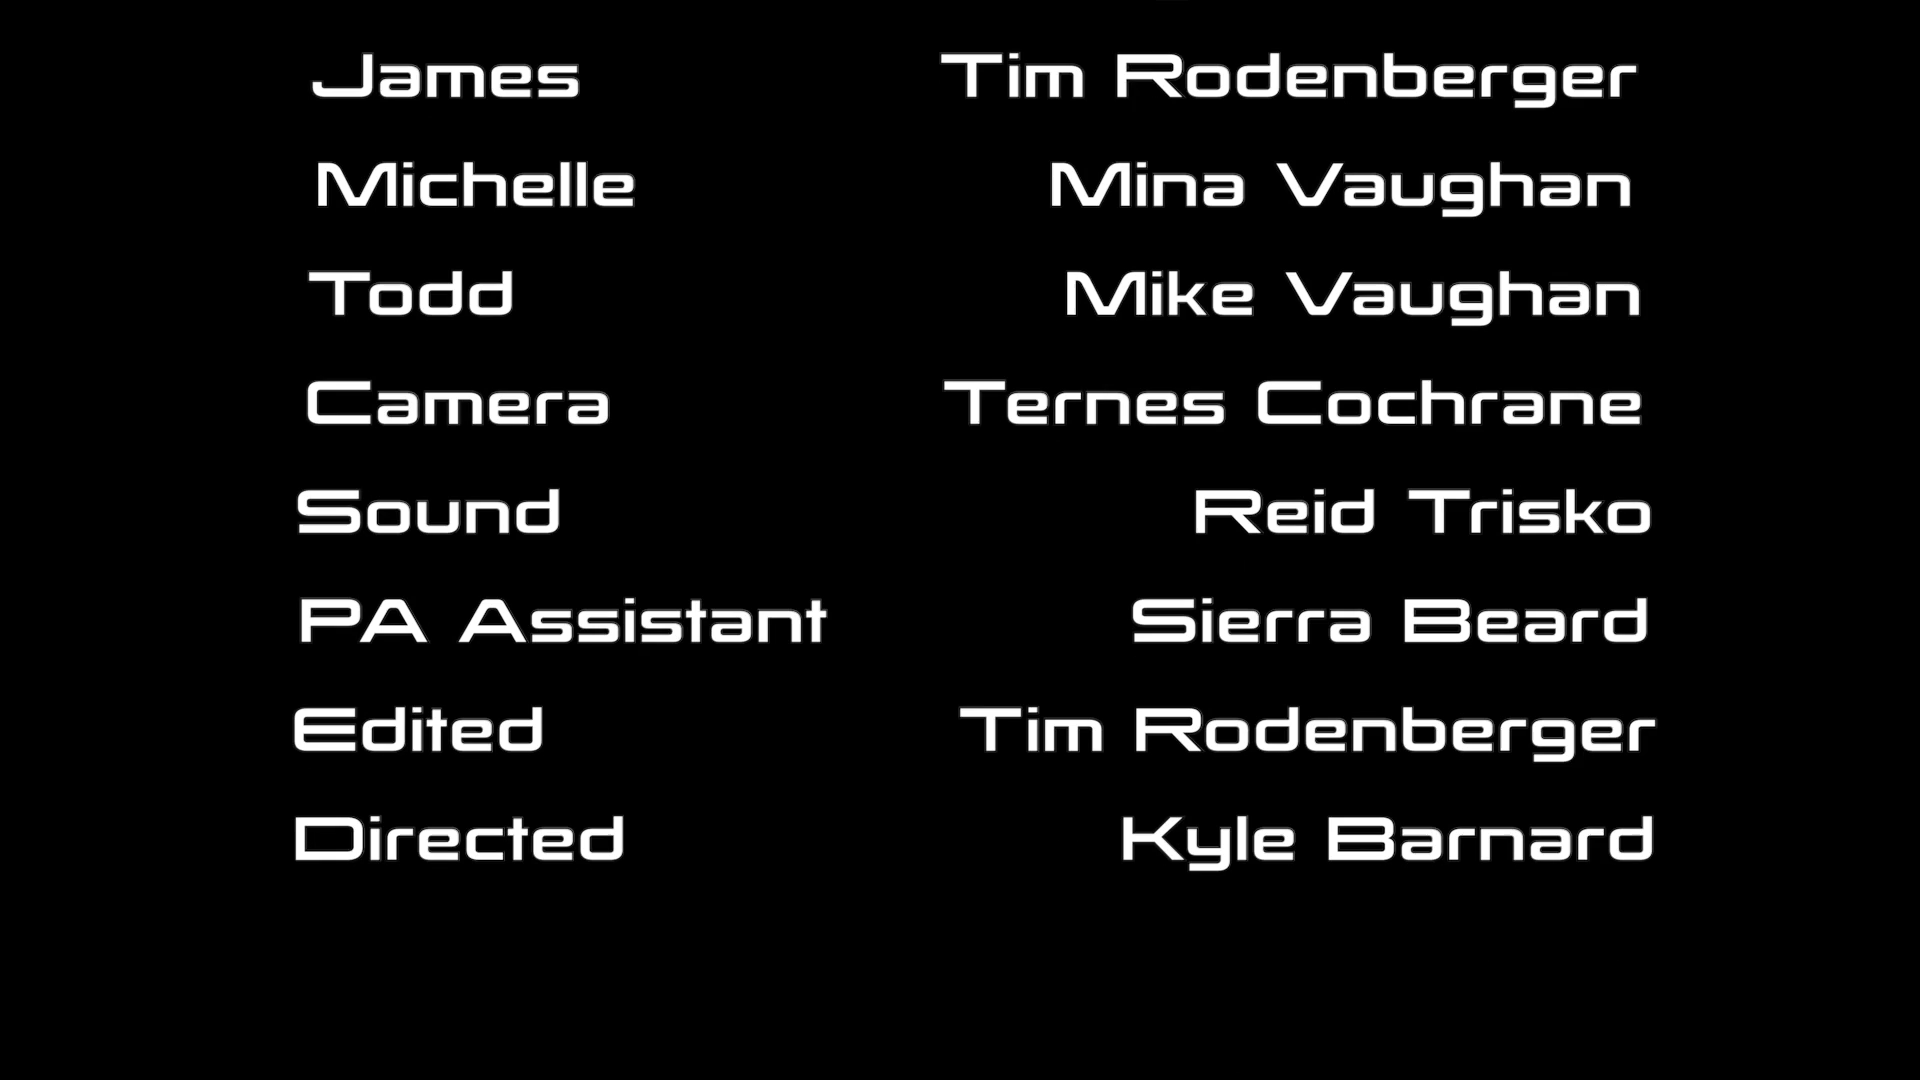 James Tim Rodenberger
Michelle Mina Vaughan
Todd Mike Vaughan
Camera Ternes Cochrane
Sound Reid Trisko
PA Assistant Sierra Beard
Edited Tim Rodenberger
Directed Kyle Barnard